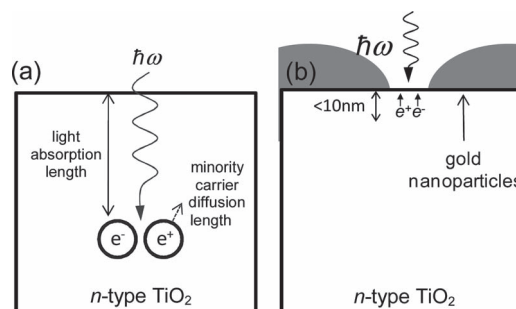 (a)
ħω
light
absorption
length
minority
carrier
diffusion
length
e⁻
e⁺
n-type TiO₂
(b)
ħω
<10nm
e⁺ e⁻
gold
nanoparticles
n-type TiO₂